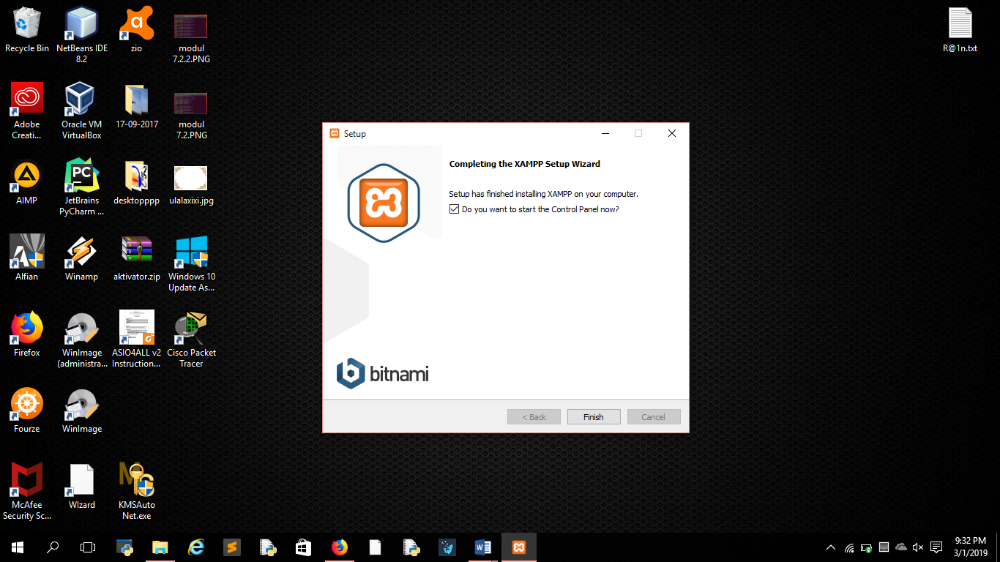 Recycle Bin
NetBeans IDE
8.2
zio
modul
7.2.2.PNG
R@1n.txt
Adobe
Creati...
Oracle VM
VirtualBox
17-09-2017
modul
7.2.PNG
AIMP
JetBrains
PyCharm ...
desktopppp
ulalaxixi.jpg
Alfian
Winamp
aktivator.zip
Windows 10
Update As...
Firefox
WinImage
(administra...
ASIO4ALL v2
Instruction...
Cisco Packet
Tracer
Fourze
WinImage
McAfee
Security Sc...
WIzard
KMSAuto
Net.exe
PC
Setup
Completing the XAMPP Setup Wizard
Setup has finished installing XAMPP on your computer.
Do you want to start the Control Panel now?
bitnami
< Back
Finish
Cancel
9:32 PM
3/1/2019